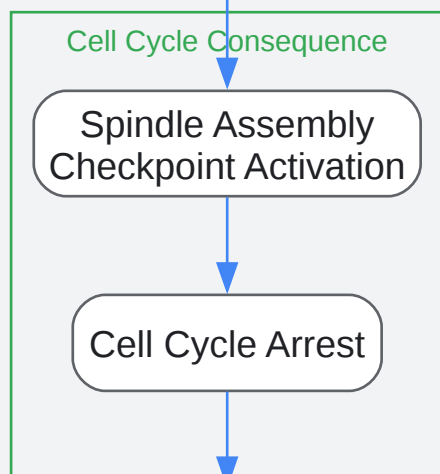 Cell Cycle Consequence
Spindle Assembly
Checkpoint Activation
Cell Cycle Arrest